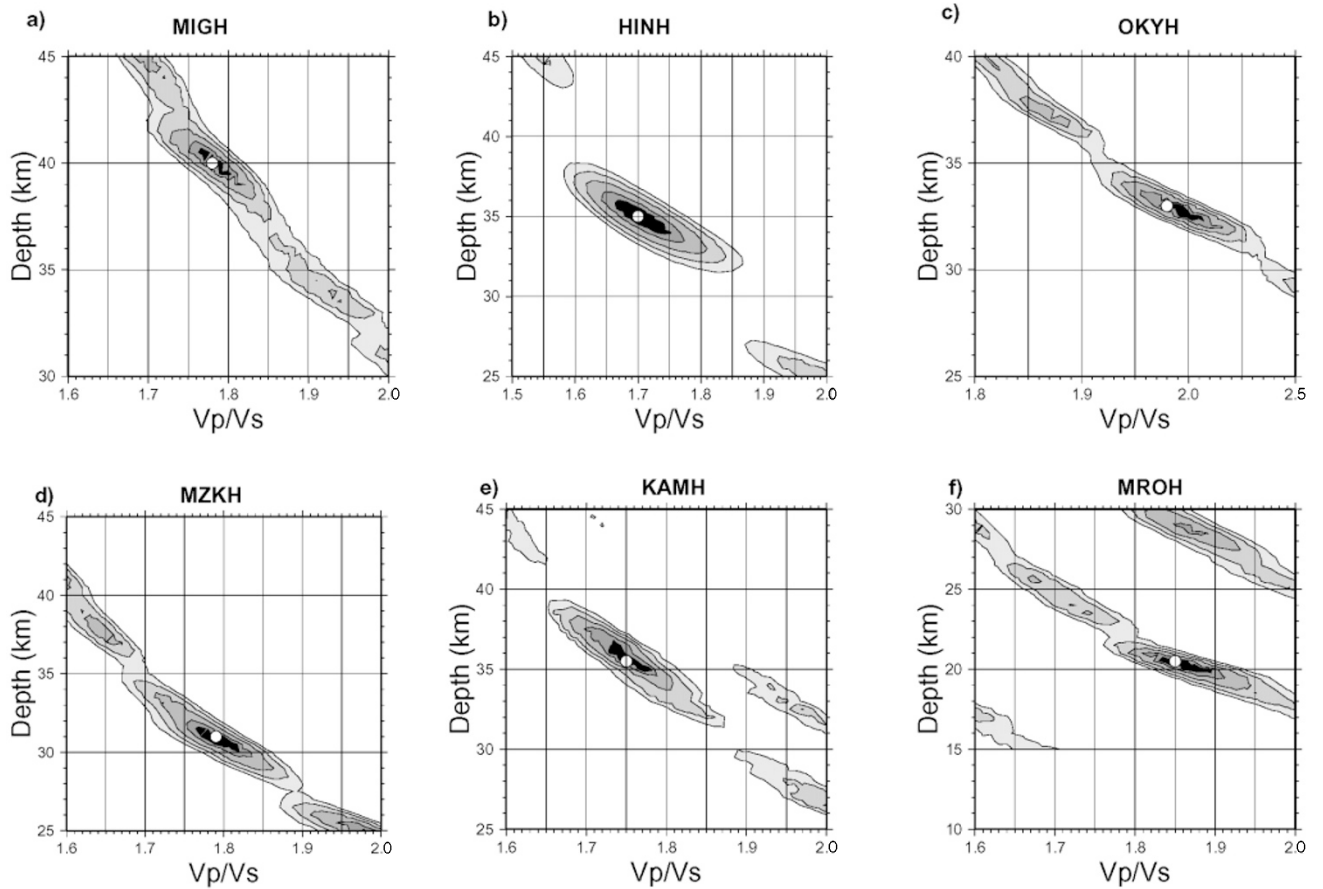 a) MIGH
45
40
35
30
Depth (km)
1.6 1.7 1.8 1.9 2.0
Vp/Vs
b) HINH
45
40
35
30
25
Depth (km)
1.5 1.6 1.7 1.8 1.9 2.0
Vp/Vs
c) OKYH
40
35
30
25
Depth (km)
1.8 1.9 2.0 2.5
Vp/Vs
d) MZKH
45
40
35
30
25
Depth (km)
1.6 1.7 1.8 1.9 2.0
Vp/Vs
e) KAMH
45
40
35
30
25
Depth (km)
1.6 1.7 1.8 1.9 2.0
Vp/Vs
f) MROH
30
25
20
15
10
Depth (km)
1.6 1.7 1.8 1.9 2.0
Vp/Vs